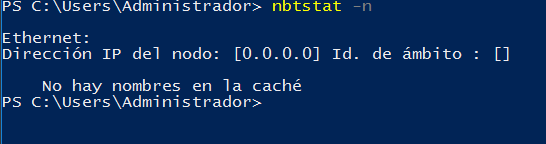 PS C:\Users\Administrador> nbtstat -n
Ethernet:
Dirección IP del nodo: [0.0.0.0] Id. de ámbito : []
No hay nombres en la caché
PS C:\Users\Administrador>